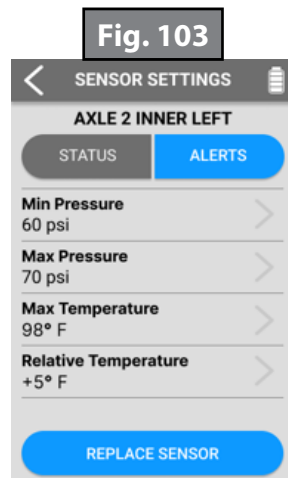 Fig. 103
SENSOR SETTINGS
AXLE 2 INNER LEFT
STATUS ALERTS
Min Pressure
60 psi
Max Pressure
70 psi
Max Temperature
98° F
Relative Temperature
+5° F
REPLACE SENSOR